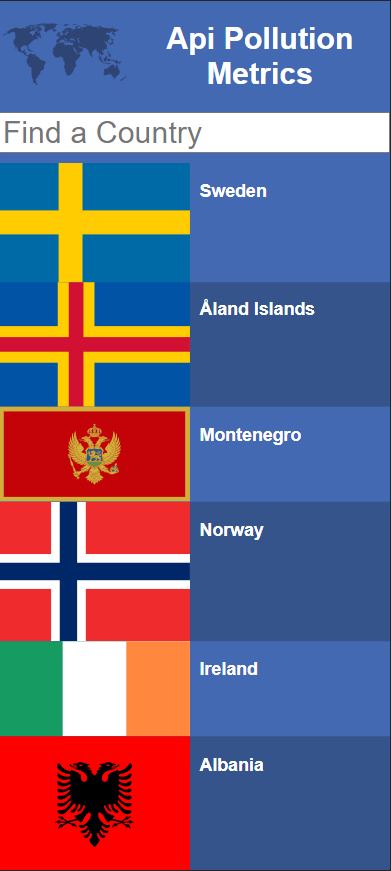 Api Pollution
Metrics
Find a Country
Sweden
Åland Islands
Montenegro
Norway
Ireland
Albania